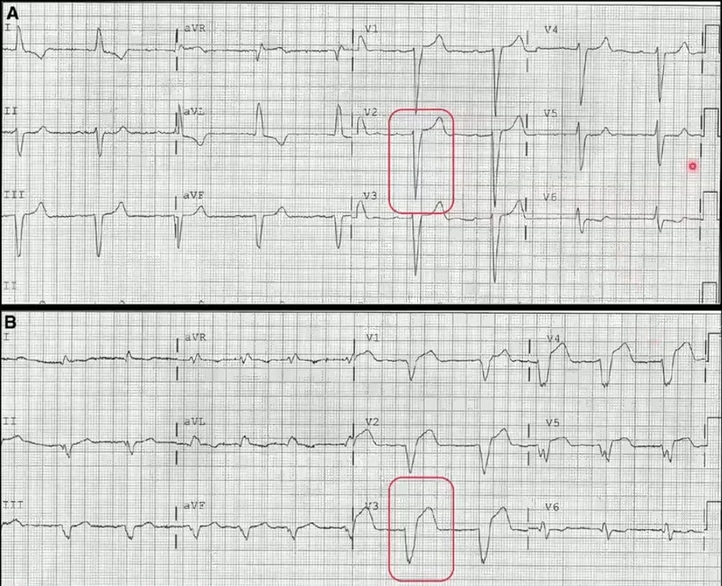 A
I aVR V1 V4
II aVL V2 V5
III aVF V3 V6
II
B
I aVR V1 V4
II aVL V2 V5
III aVF V3 V6